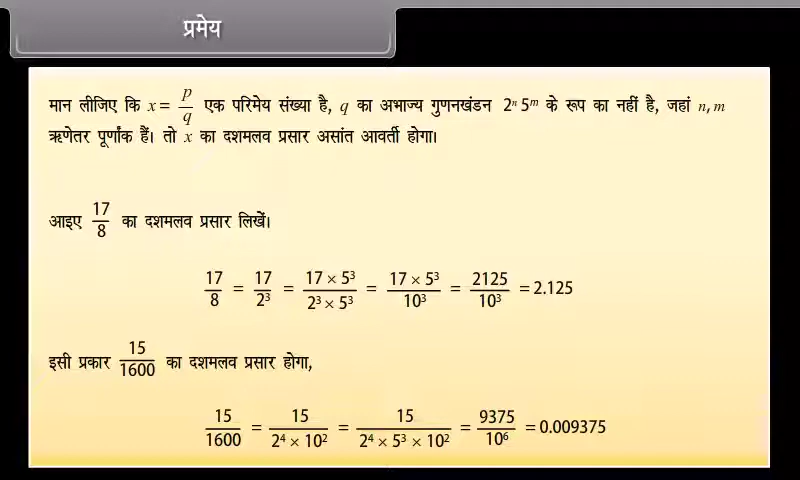 प्रमेय
मान लीजिए कि x = p/q एक परिमेय संख्या है, q का अभाज्य गुणनखंडन 2ⁿ 5ᵐ के रूप का नहीं है, जहां n, m
ऋणेतर पूर्णांक हैं। तो x का दशमलव प्रसार असांत आवर्ती होगा।
आइए 17/8 का दशमलव प्रसार लिखें।
17/8 = 17/2³ = 17 × 5³/2³ × 5³ = 17 × 5³/10³ = 2125/10³ = 2.125
इसी प्रकार 15/1600 का दशमलव प्रसार होगा,
15/1600 = 15/2⁴ × 10² = 15/2⁴ × 5³ × 10² = 9375/10⁶ = 0.009375